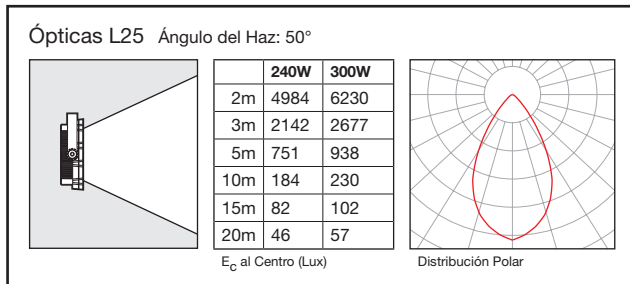 Ópticas L25 Ángulo del Haz: 50°
240W 300W
2m 4984 6230
3m 2142 2677
5m 751 938
10m 184 230
15m 82 102
20m 46 57
E_C al Centro (Lux)
Distribución Polar